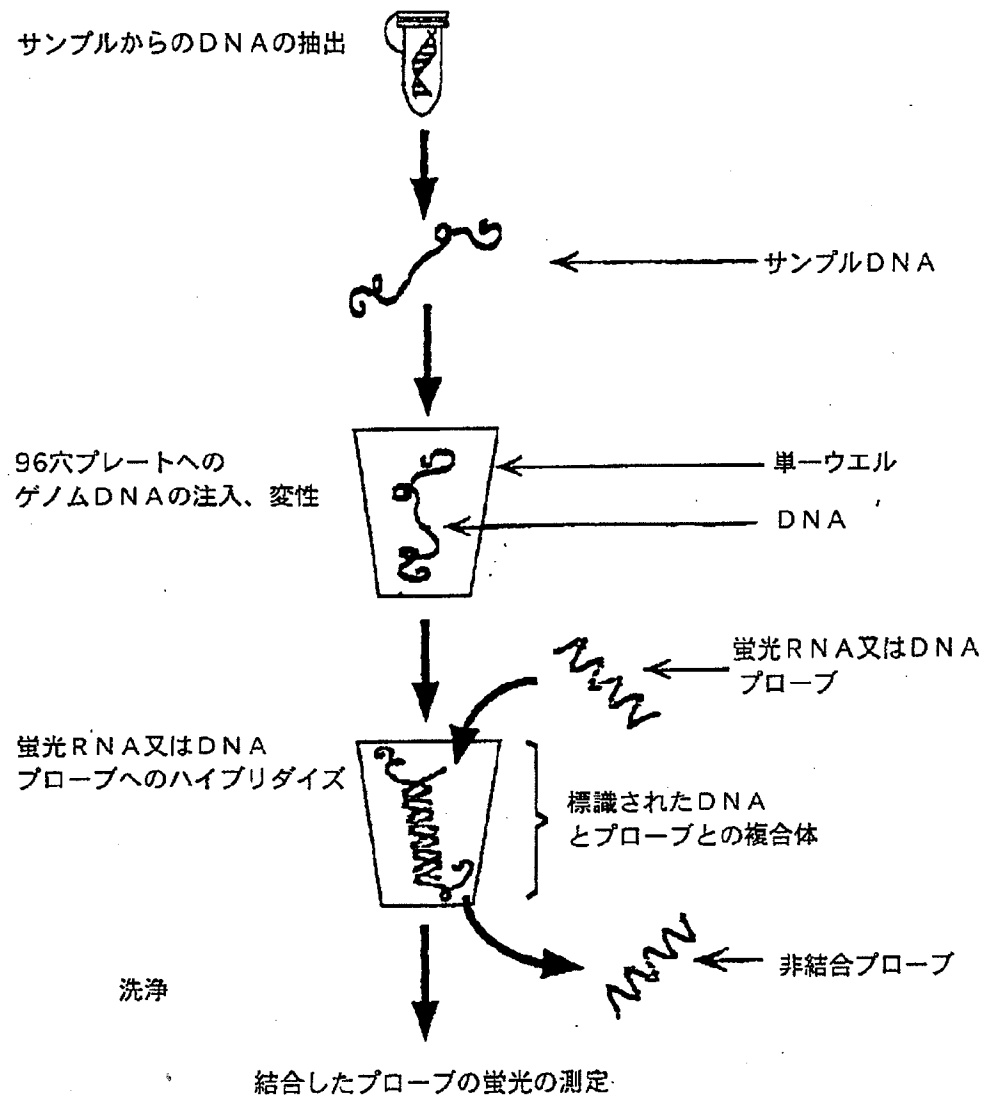 サンプルからのＤＮＡの抽出
サンプルＤＮＡ
96穴プレートへの
ゲノムＤＮＡの注入、変性
単一ウエル
ＤＮＡ
蛍光ＲＮＡ又はＤＮＡ
プローブ
蛍光ＲＮＡ又はＤＮＡ
プローブへのハイブリダイズ
標識されたＤＮＡ
とプローブとの複合体
非結合プローブ
洗浄
結合したプローブの蛍光の測定